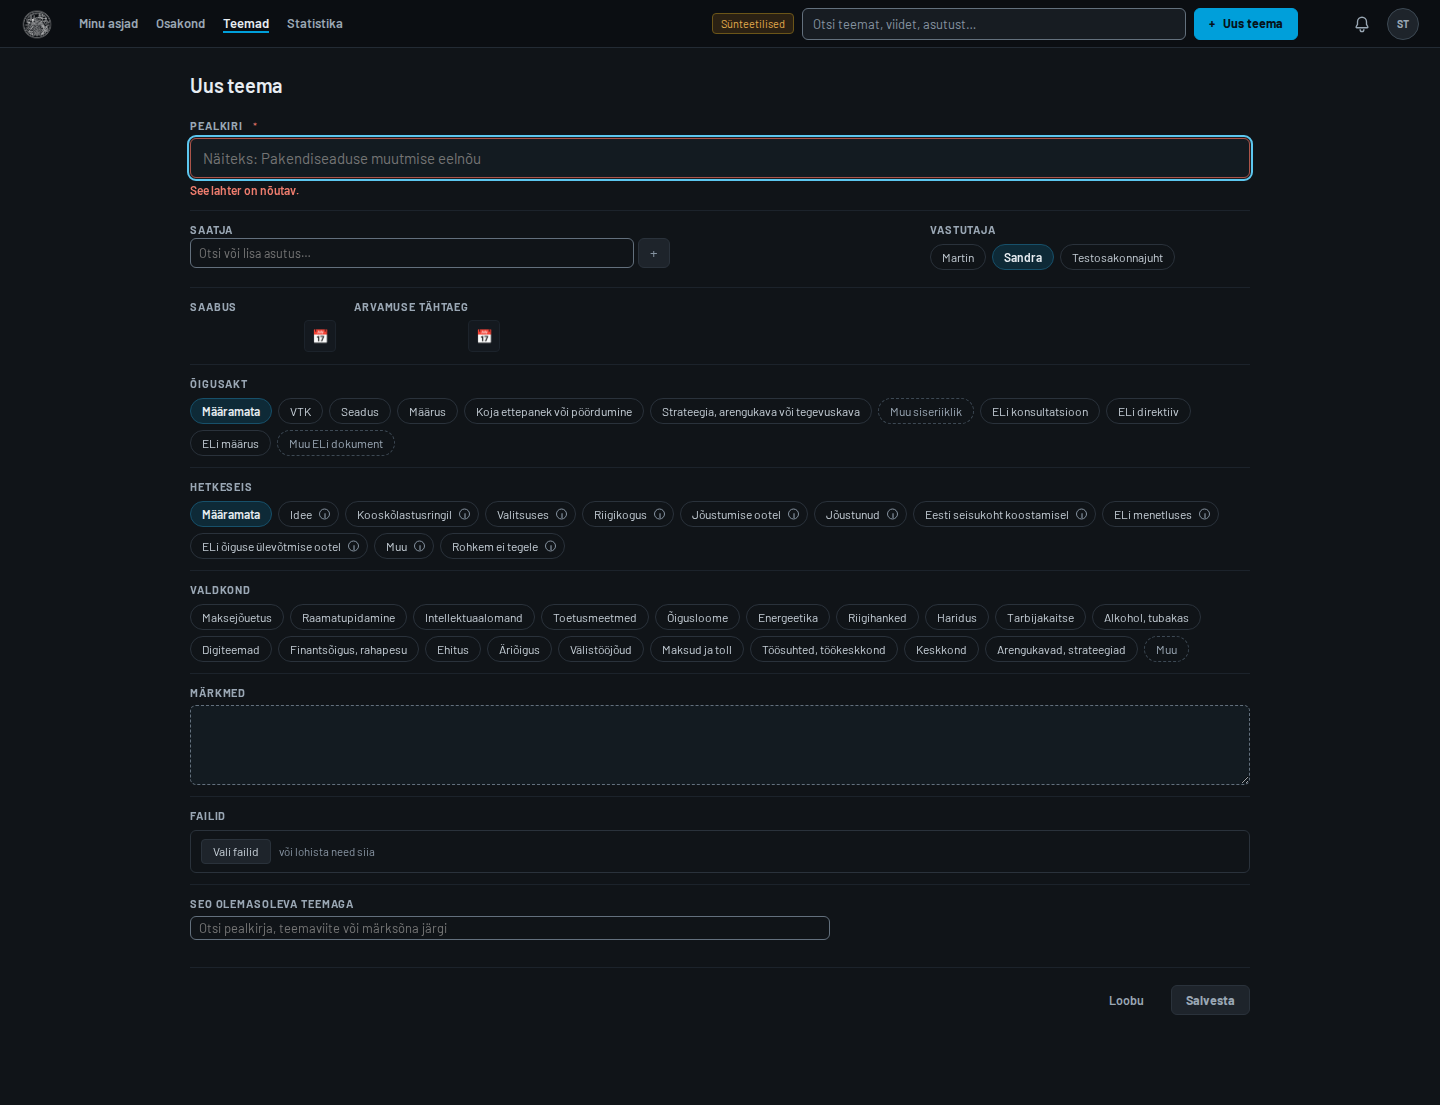 Minu asjad Osakond Teemad Statistika Sünteetilised Otsi teemat, viidet, asutust… + Uus teema ST
Uus teema
PEALKIRI *
Näiteks: Pakendiseaduse muutmise eelnõu
See lahter on nõutav.
SAATJA VASTUTAJA
Otsi või lisa asutus… + Martin Sandra Testosakonnajuht
SAABUS ARVAMUSE TÄHTAEG
ÕIGUSAKT
Määramata VTK Seadus Määrus Koja ettepanek või pöördumine Strateegia, arengukava või tegevuskava Muu siseriiklik ELi konsultatsioon ELi direktiiv
ELi määrus Muu ELi dokument
HETKESEIS
Määramata Idee Kooskõlastusringil Valitsuses Riigikogus Jõustumise ootel Jõustunud Eesti seisukoht koostamisel ELi menetluses
ELi õiguse ülevõtmise ootel Muu Rohkem ei tegele
VALDKOND
Maksejõuetus Raamatupidamine Intellektuaalomand Toetusmeetmed Õigusloome Energeetika Riigihanked Haridus Tarbijakaitse Alkohol, tubakas
Digiteemad Finantsõigus, rahapesu Ehitus Äriõigus Välistööjõud Maksud ja toll Töösuhted, töökeskkond Keskkond Arengukavad, strateegiad Muu
MÄRKMED
FAILID
Vali failid või lohista need siia
SEO OLEMASOLEVA TEEMAGA
Otsi pealkirja, teemaviite või märksõna järgi
Loobu Salvesta